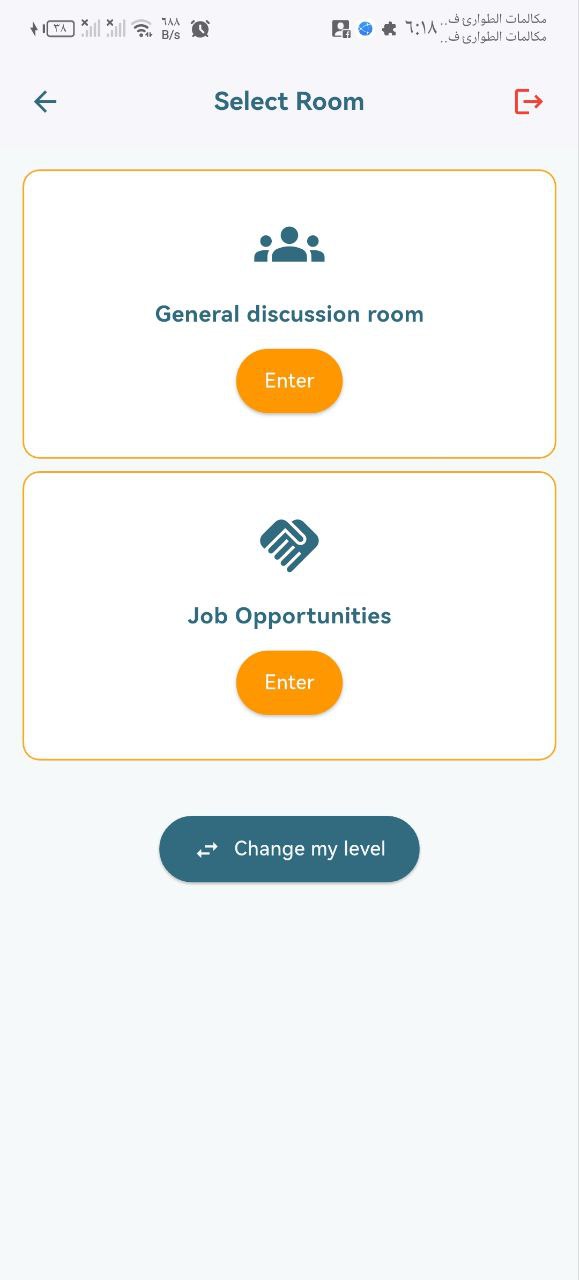 ٣٨
٦٨٨
B/s
٦:١٨
مكالمات الطوارئ ف..
مكالمات الطوارئ ف..
Select Room
General discussion room
Enter
Job Opportunities
Enter
Change my level